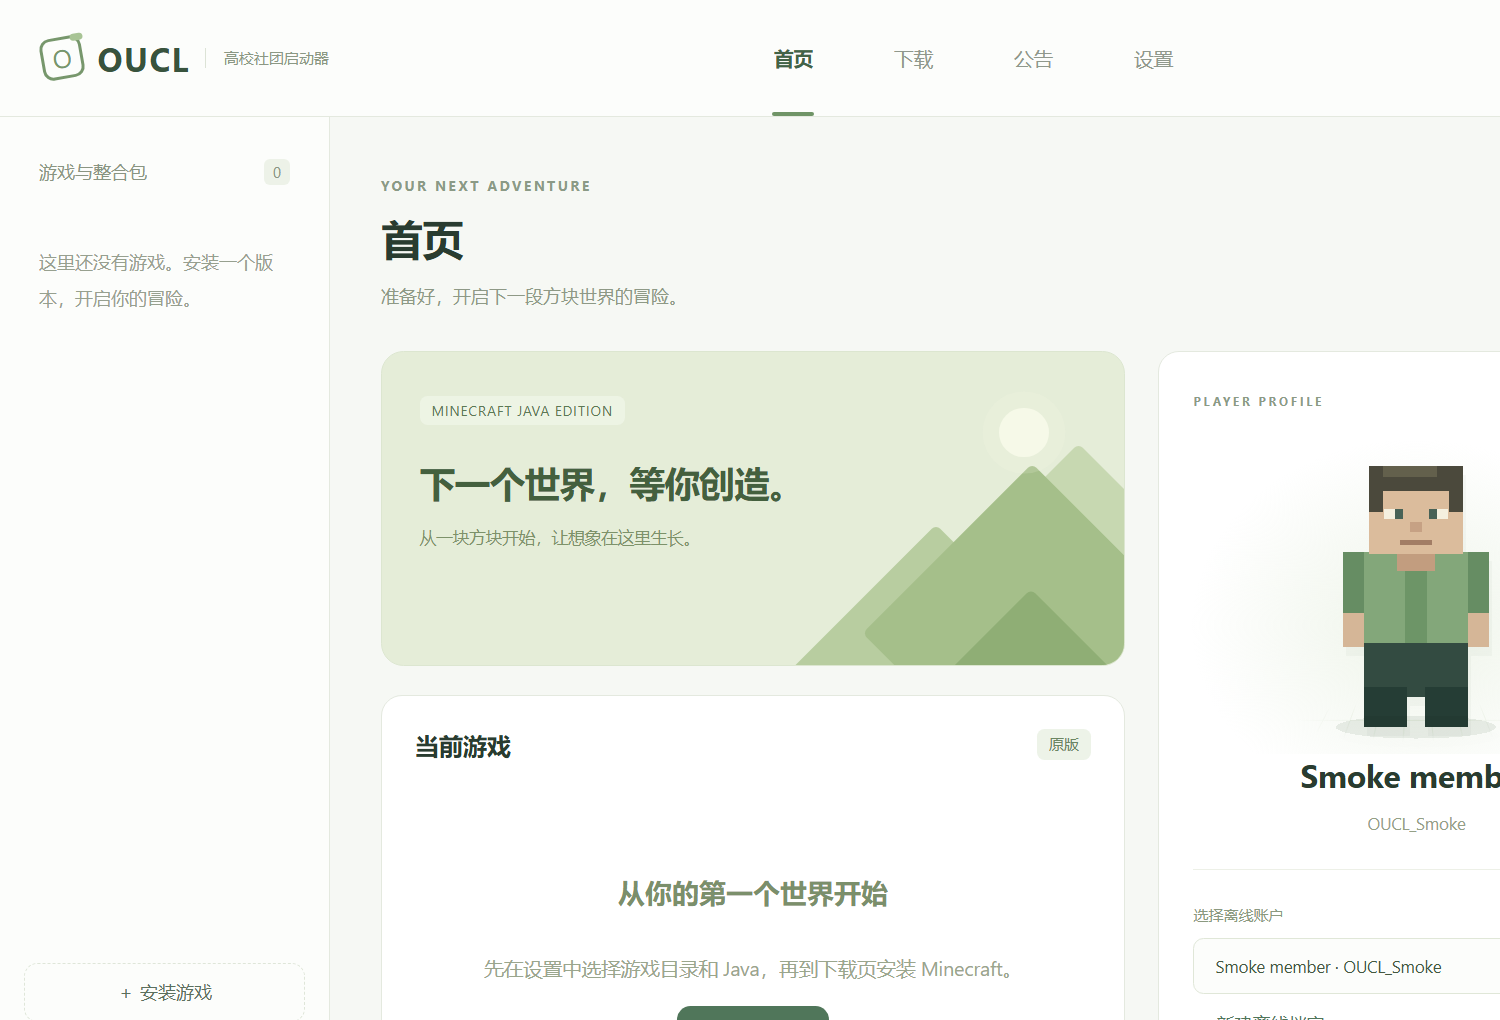 O OUCL 高校社团启动器
首页 下载 公告 设置
游戏与整合包 0
这里还没有游戏。安装一个版
本，开启你的冒险。
+ 安装游戏
YOUR NEXT ADVENTURE
首页
准备好，开启下一段方块世界的冒险。
MINECRAFT JAVA EDITION
下一个世界，等你创造。
从一块方块开始，让想象在这里生长。
当前游戏 原版
从你的第一个世界开始
先在设置中选择游戏目录和 Java，再到下载页安装 Minecraft。
PLAYER PROFILE
Smoke memb
OUCL_Smoke
选择离线账户
Smoke member · OUCL_Smoke